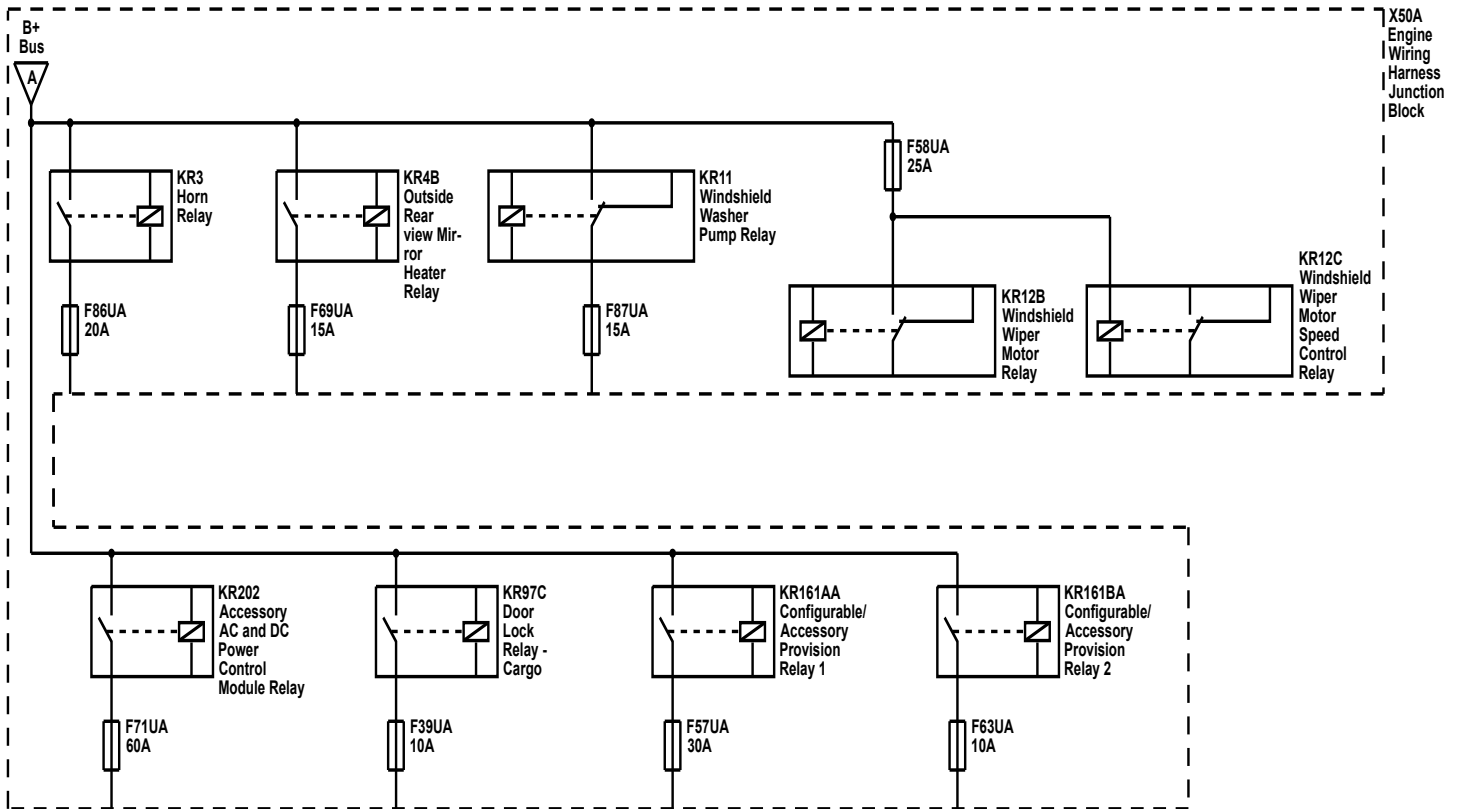 B+
Bus
A
X50A
Engine
Wiring
Harness
Junction
Block
KR3
Horn
Relay
KR4B
Outside
Rear
view Mir-
ror
Heater
Relay
KR11
Windshield
Washer
Pump Relay
F58UA
25A
F86UA
20A
F69UA
15A
F87UA
15A
KR12B
Windshield
Wiper
Motor
Relay
KR12C
Windshield
Wiper
Motor
Speed
Control
Relay
KR202
Accessory
AC and DC
Power
Control
Module Relay
KR97C
Door
Lock
Relay -
Cargo
KR161AA
Configurable/
Accessory
Provision
Relay 1
KR161BA
Configurable/
Accessory
Provision
Relay 2
F71UA
60A
F39UA
10A
F57UA
30A
F63UA
10A